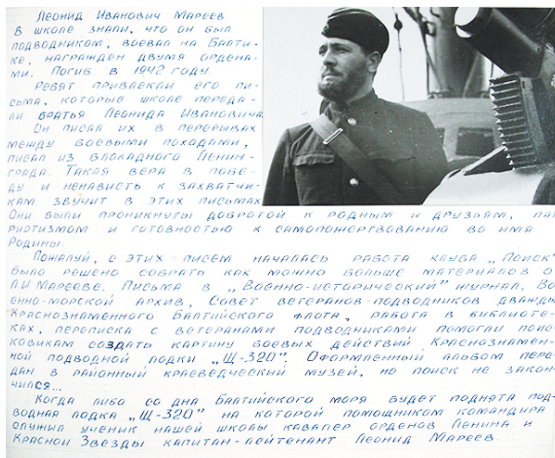 Леонид Иванович Мареев
В школе знали, что он был
подводником, воевал на Балти-
ке, награжден двумя ордена-
ми. Погиб в 1942 году
Ребят привлекли его пи-
сьма, которые школе переда-
ли братья Леонида Ивановича
Он писал их в перерывах
между боевыми походами,
писал из блокадного Ленин-
града. Такая вера в побе-
ду и ненависть к захватчи-
кам звучит в этих письмах
Они были проникнуты добротой к родным и друзьям, пат
риотизмом и готовностью к самопожертвованию во имя
Родины.
Пожалуй, с этих писем началась работа клуба „Поиск"
Было решено собрать как можно больше материалов о
Л.И Марееве. Письма в „Военно-исторический" журнал, Во
енно-морской архив, Совет ветеранов-подводников дважды
Краснознаменного Балтийского флота, работа в библиоте-
ках, переписка с ветеранами подводниками помогли поис-
ковикам создать картину боевых действий Краснознамен-
ной подводной лодки „Щ-320". Оформленный альбом пере
дан в районный краеведческий музей, но поиск не закон-
чился...
Когда либо со дна Балтийского моря будет поднята под-
водная лодка „Щ-320" на которой помощником командира
служил ученик нашей школы кавалер орденов Ленина и
Красной Звезды капитан-лейтенант Леонид Мареев